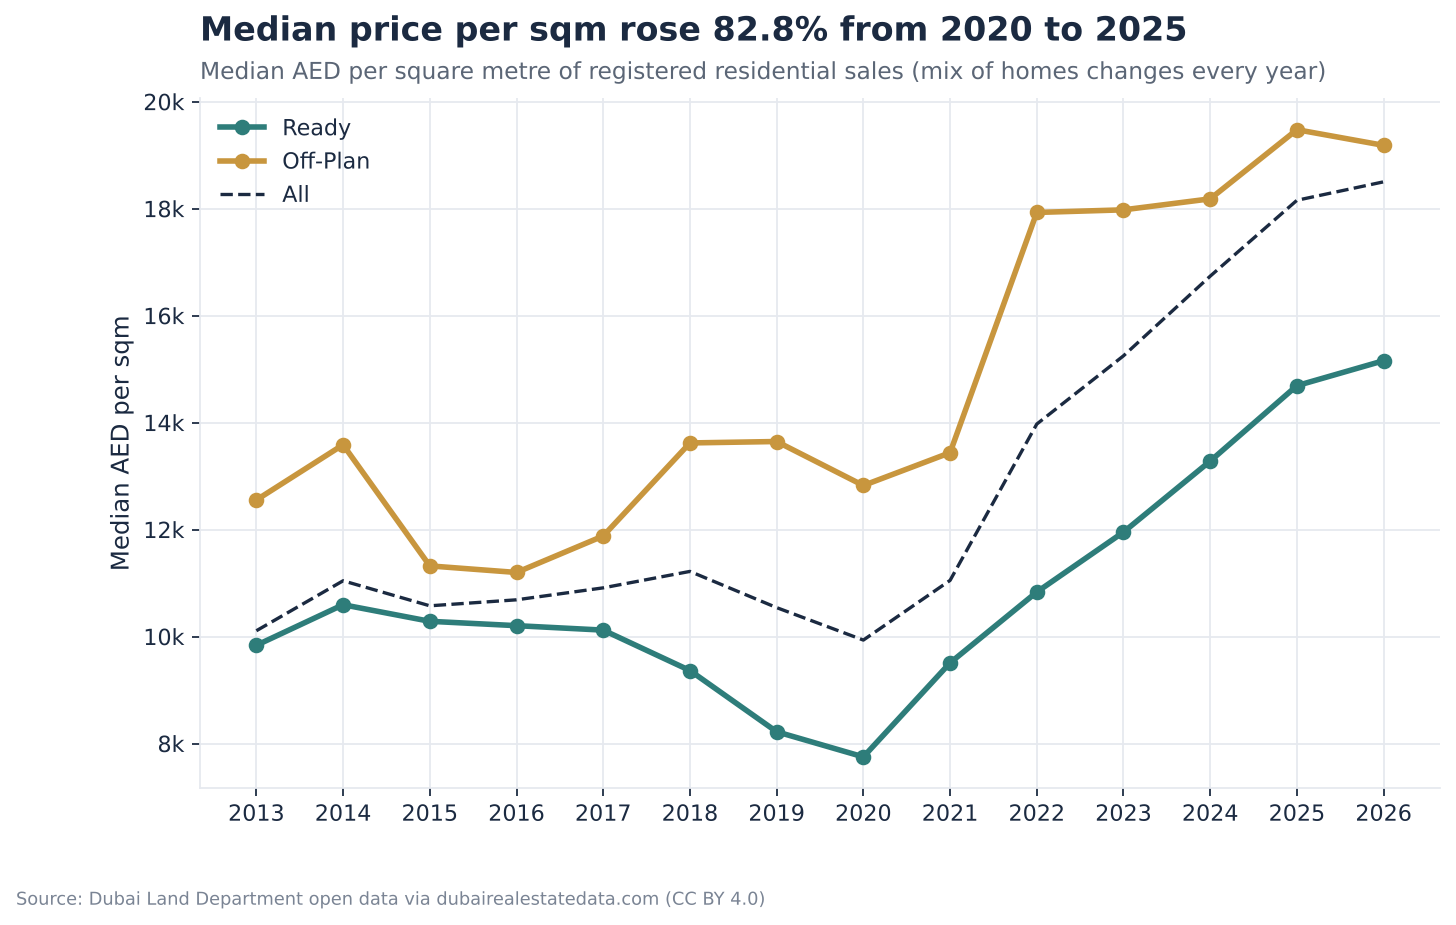 Median price per sqm rose 82.8% from 2020 to 2025
Median AED per square metre of registered residential sales (mix of homes changes every year)
Ready
Off-Plan
All
Median AED per sqm
20k
18k
16k
14k
12k
10k
8k
2013 2014 2015 2016 2017 2018 2019 2020 2021 2022 2023 2024 2025 2026
Source: Dubai Land Department open data via dubairealestatedata.com (CC BY 4.0)